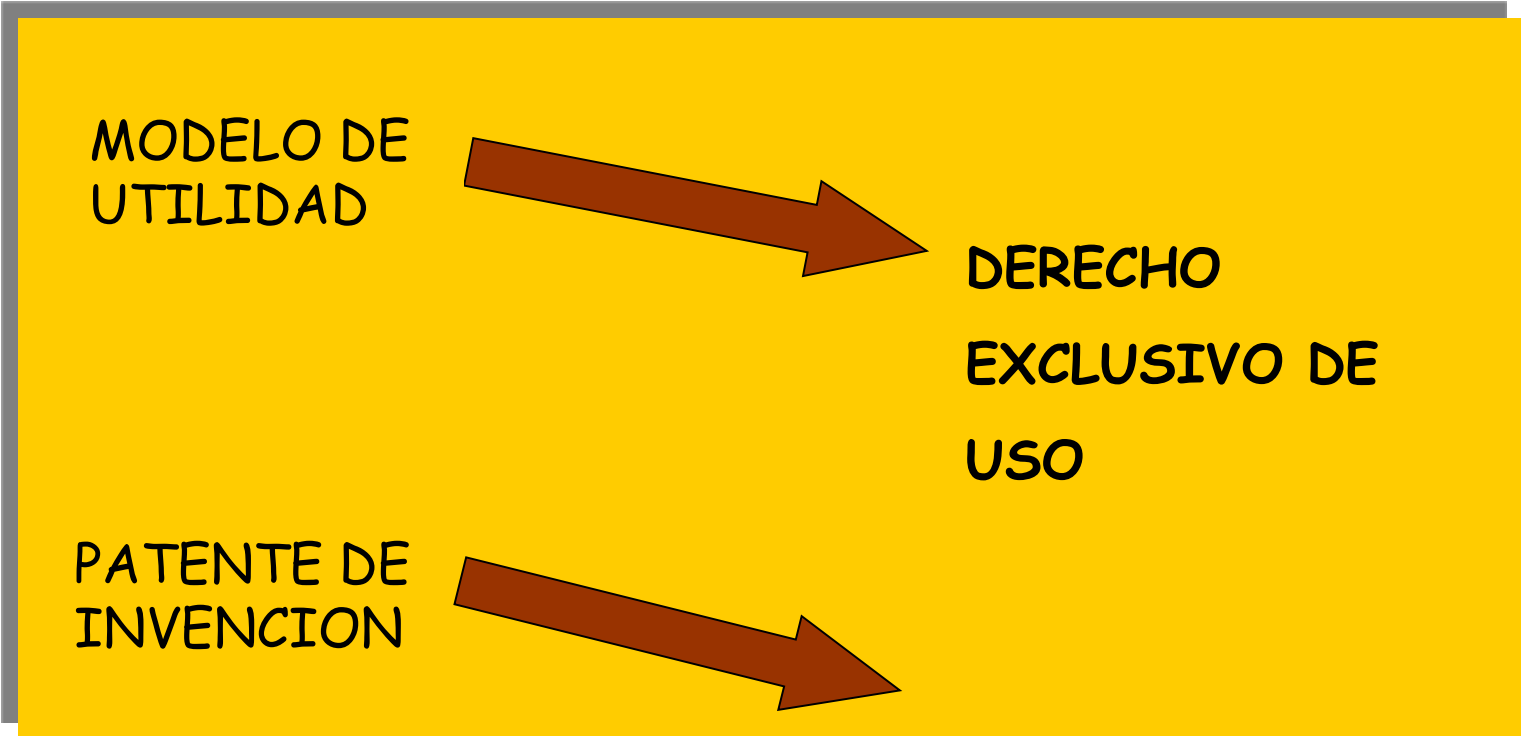 MODELO DE
UTILIDAD
DERECHO
EXCLUSIVO DE
USO
PATENTE DE
INVENCION